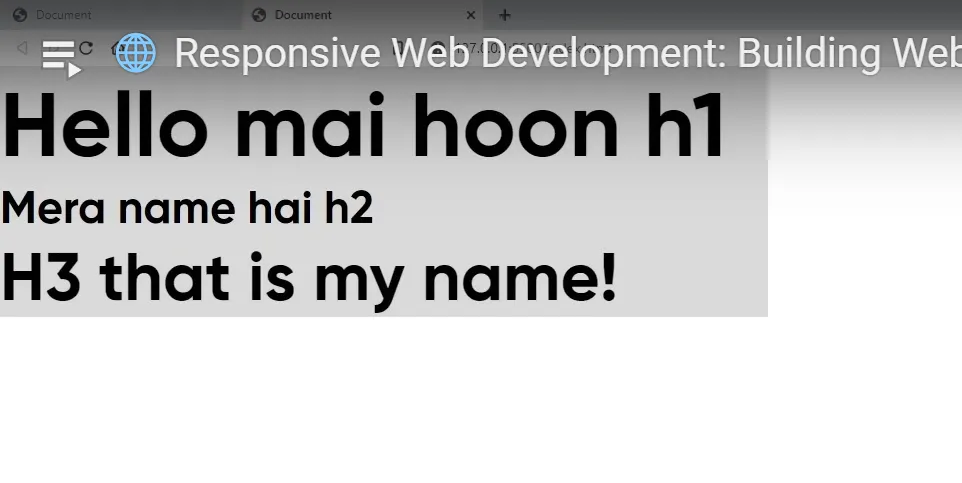 Document
Document
Responsive Web Development: Building Web
Hello mai hoon h1
Mera name hai h2
H3 that is my name!